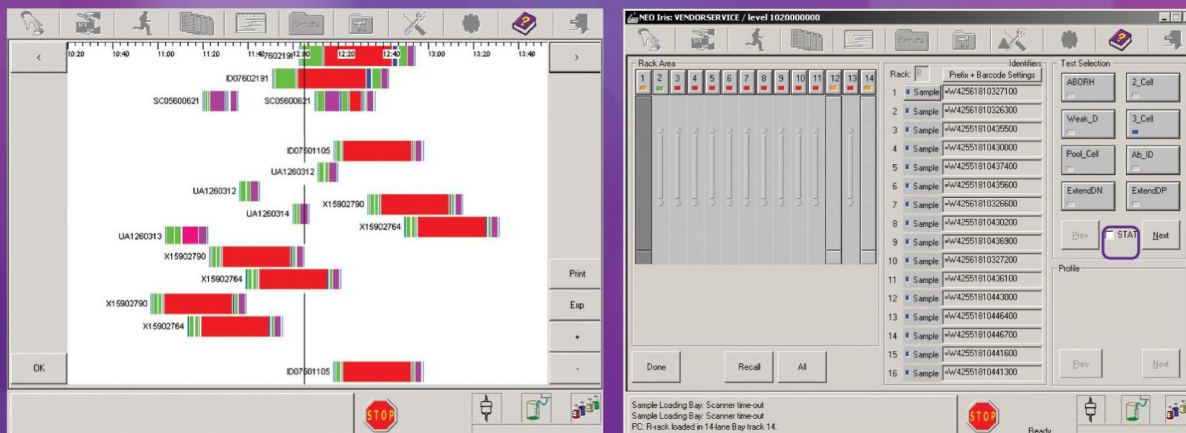 Results
10:20 10:40 11:00 11:20 11:40 12:00 12:20 12:40 13:00 13:20 13:40
<
>
ID07602191
SC05600621 SC05600621
ID07601105
UA1260312
UA1260312
X15902790
UA1260314
X15902764
UA1260313
X15902790
X15902764
X15902790
X15902764
ID07601105
Print
Exp
+
-
OK
STOP
NEO Iris: VENDORSERVICE / level 1020000000
Results
Rack Area
1 2 3 4 5 6 7 8 9 10 11 12 13 14
Done
Recall
All
Identifiers
Rack: 8 Prefix + Barcode Settings
1 Sample =W42561810327100
2 Sample =W42561810326300
3 Sample =W42551810435500
4 Sample =W42551810430000
5 Sample =W42551810437400
6 Sample =W42551810435600
7 Sample =W42561810326600
8 Sample =W42551810430200
9 Sample =W42551810436900
10 Sample =W42561810327200
11 Sample =W42551810436100
12 Sample =W42551810443000
13 Sample =W42551810446400
14 Sample =W42551810446700
15 Sample =W42551810441600
16 Sample =W42551810441300
Test Selection
ABORH 2_Cell
Weak_D 3_Cell
Pool_Cell Ab_ID
ExtendDN ExtendDP
Prev STAT Next
Profile
Prev Next
Sample Loading Bay: Scanner time-out
Sample Loading Bay: Scanner time-out
PC: R-rack loaded in 14-lane Bay track 14.
STOP
Ready